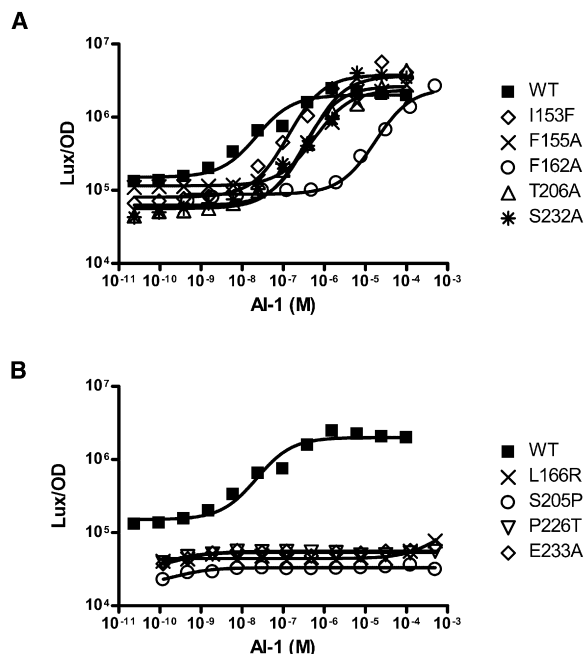 A
10⁷
10⁶
10⁵
10⁴
Lux/OD
10⁻¹¹ 10⁻¹⁰ 10⁻⁹ 10⁻⁸ 10⁻⁷ 10⁻⁶ 10⁻⁵ 10⁻⁴ 10⁻³
AI-1 (M)
WT
I153F
F155A
F162A
T206A
S232A
B
10⁷
10⁶
10⁵
10⁴
Lux/OD
10⁻¹¹ 10⁻¹⁰ 10⁻⁹ 10⁻⁸ 10⁻⁷ 10⁻⁶ 10⁻⁵ 10⁻⁴ 10⁻³
AI-1 (M)
WT
L166R
S205P
P226T
E233A